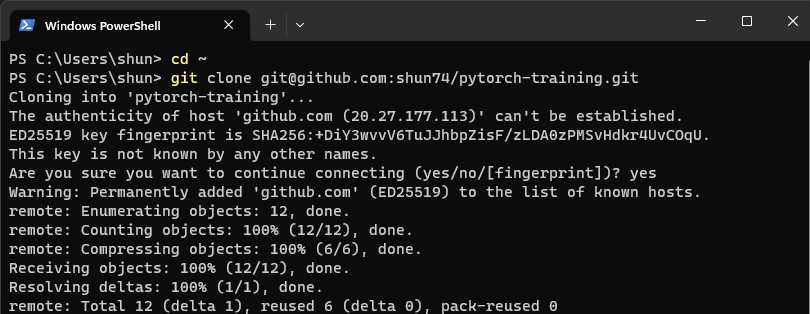 Windows PowerShell
PS C:\Users\shun> cd ~
PS C:\Users\shun> git clone git@github.com:shun74/pytorch-training.git
Cloning into 'pytorch-training'...
The authenticity of host 'github.com (20.27.177.113)' can't be established.
ED25519 key fingerprint is SHA256:+DiY3wvvV6TuJJhbpZisF/zLDA0zPMSvHdkr4UvCOqU.
This key is not known by any other names.
Are you sure you want to continue connecting (yes/no/[fingerprint])? yes
Warning: Permanently added 'github.com' (ED25519) to the list of known hosts.
remote: Enumerating objects: 12, done.
remote: Counting objects: 100% (12/12), done.
remote: Compressing objects: 100% (6/6), done.
Receiving objects: 100% (12/12), done.
Resolving deltas: 100% (1/1), done.
remote: Total 12 (delta 1), reused 6 (delta 0), pack-reused 0